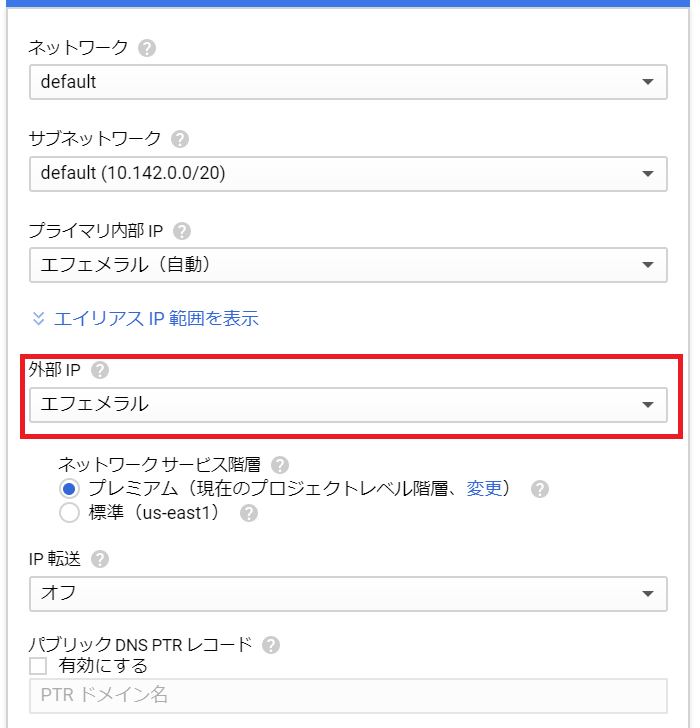 ネットワーク ?
default
サブネットワーク ?
default (10.142.0.0/20)
プライマリ内部 IP ?
エフェメラル（自動）
エイリアス IP 範囲を表示
外部 IP ?
エフェメラル
ネットワーク サービス階層 ?
プレミアム（現在のプロジェクトレベル階層、変更） ?
標準（us-east1） ?
IP 転送 ?
オフ
パブリック DNS PTR レコード ?
有効にする
PTR ドメイン名